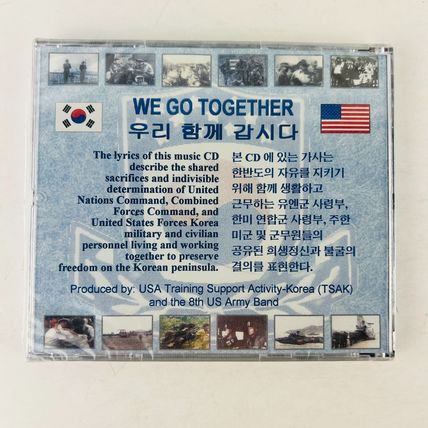 WE GO TOGETHER
우리 함께 갑시다
The lyrics of this music CD
describe the shared
sacrifices and indivisible
determination of United
Nations Command, Combined
Forces Command, and
United States Forces Korea
military and civilian
personnel living and working
together to preserve
freedom on the Korean peninsula.
본 CD 에 있는 가사는
한반도의 자유를 지키기
위해 함께 생활하고
근무하는 유엔군 사령부,
한미 연합군 사령부, 주한
미군 및 군무원들의
공유된 희생정신과 불굴의
결의를 표현한다.
Produced by: USA Training Support Activity-Korea (TSAK)
and the 8th US Army Band